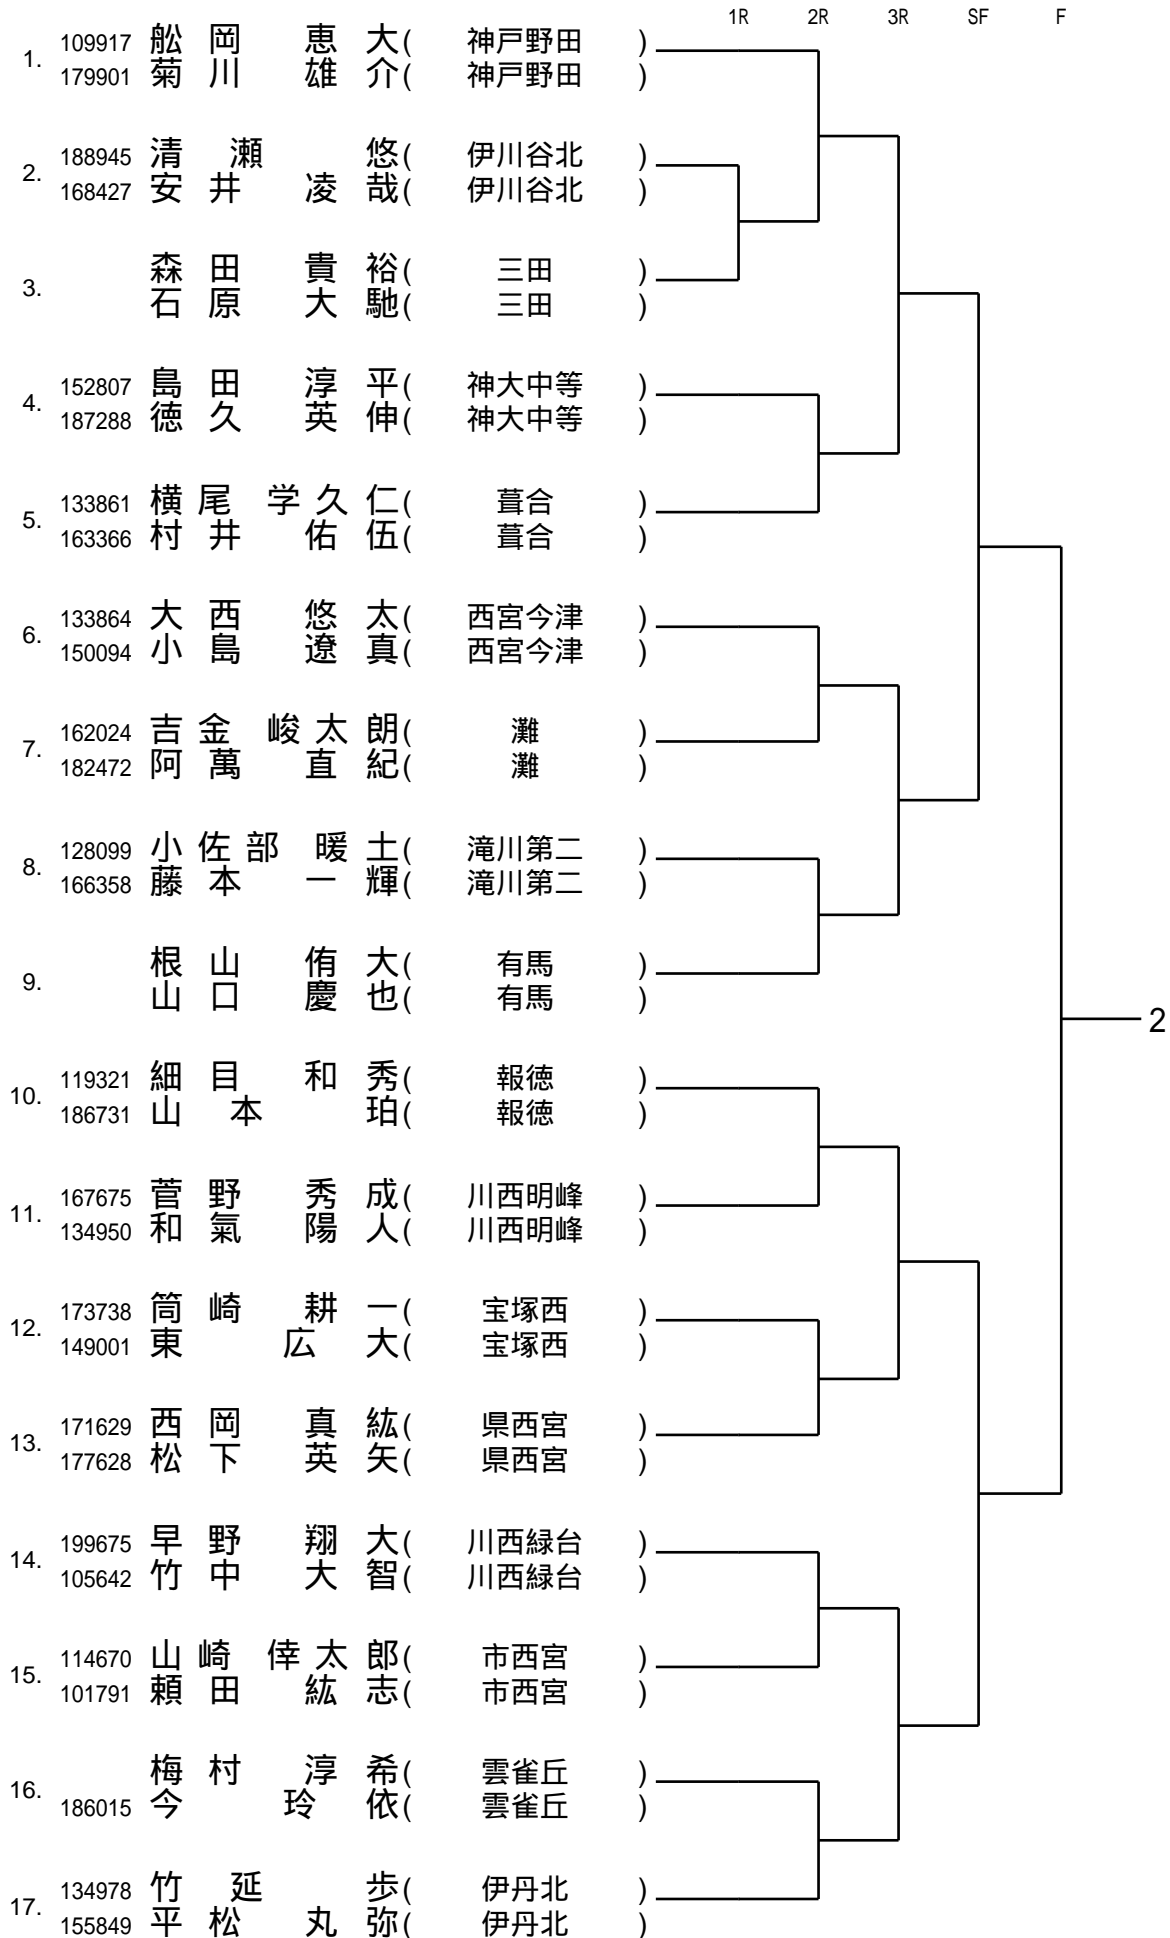 1R 2R 3R SF F
1. 109917 舩岡 恵大( 神戸野田 )
179901 菊川 雄介( 神戸野田 )
2. 188945 清瀬 悠( 伊川谷北 )
168427 安井 凌哉( 伊川谷北 )
3. 森田 貴裕( 三田 )
石原 大馳( 三田 )
4. 152807 島田 淳平( 神大中等 )
187288 徳久 英伸( 神大中等 )
5. 133861 横尾 学久仁( 葺合 )
163366 村井 佑伍( 葺合 )
6. 133864 大西 悠太( 西宮今津 )
150094 小島 遼真( 西宮今津 )
7. 162024 吉金 峻太朗( 灘 )
182472 阿萬 直紀( 灘 )
8. 128099 小佐部 暖土( 滝川第二 )
166358 藤本 一輝( 滝川第二 )
9. 根山 侑大( 有馬 )
山口 慶也( 有馬 )
2
10. 119321 細目 和秀( 報徳 )
186731 山本 珀( 報徳 )
11. 167675 菅野 秀成( 川西明峰 )
134950 和氣 陽人( 川西明峰 )
12. 173738 筒崎 耕一( 宝塚西 )
149001 東 広大( 宝塚西 )
13. 171629 西岡 真紘( 県西宮 )
177628 松下 英矢( 県西宮 )
14. 199675 早野 翔大( 川西緑台 )
105642 竹中 大智( 川西緑台 )
15. 114670 山崎 倖太郎( 市西宮 )
101791 頼田 紘志( 市西宮 )
16. 梅村 淳希( 雲雀丘 )
186015 今 玲依( 雲雀丘 )
17. 134978 竹延 歩( 伊丹北 )
155849 平松 丸弥( 伊丹北 )